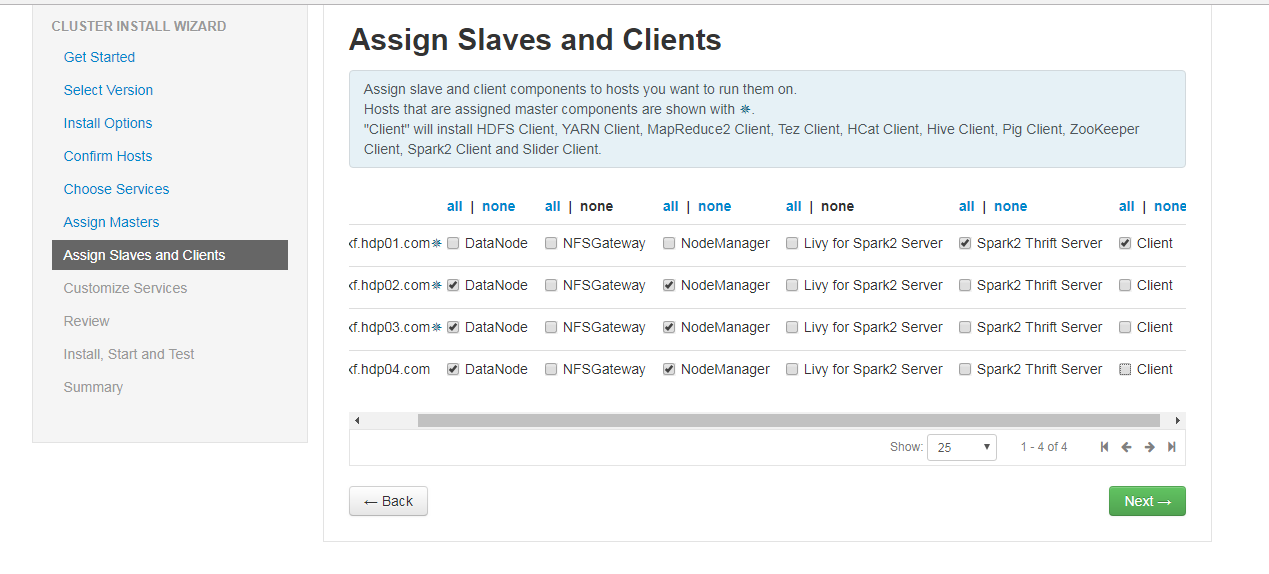 CLUSTER INSTALL WIZARD
Get Started
Select Version
Install Options
Confirm Hosts
Choose Services
Assign Masters
Assign Slaves and Clients
Customize Services
Review
Install, Start and Test
Summary
Assign Slaves and Clients
Assign slave and client components to hosts you want to run them on.
Hosts that are assigned master components are shown with ✵.
"Client" will install HDFS Client, YARN Client, MapReduce2 Client, Tez Client, HCat Client, Hive Client, Pig Client, ZooKeeper
Client, Spark2 Client and Slider Client.
all | none all | none all | none all | none all | none all | none
xf.hdp01.com✵ DataNode NFSGateway NodeManager Livy for Spark2 Server Spark2 Thrift Server Client
xf.hdp02.com✵ DataNode NFSGateway NodeManager Livy for Spark2 Server Spark2 Thrift Server Client
xf.hdp03.com✵ DataNode NFSGateway NodeManager Livy for Spark2 Server Spark2 Thrift Server Client
xf.hdp04.com DataNode NFSGateway NodeManager Livy for Spark2 Server Spark2 Thrift Server Client
Show: 25 1 - 4 of 4
← Back
Next →